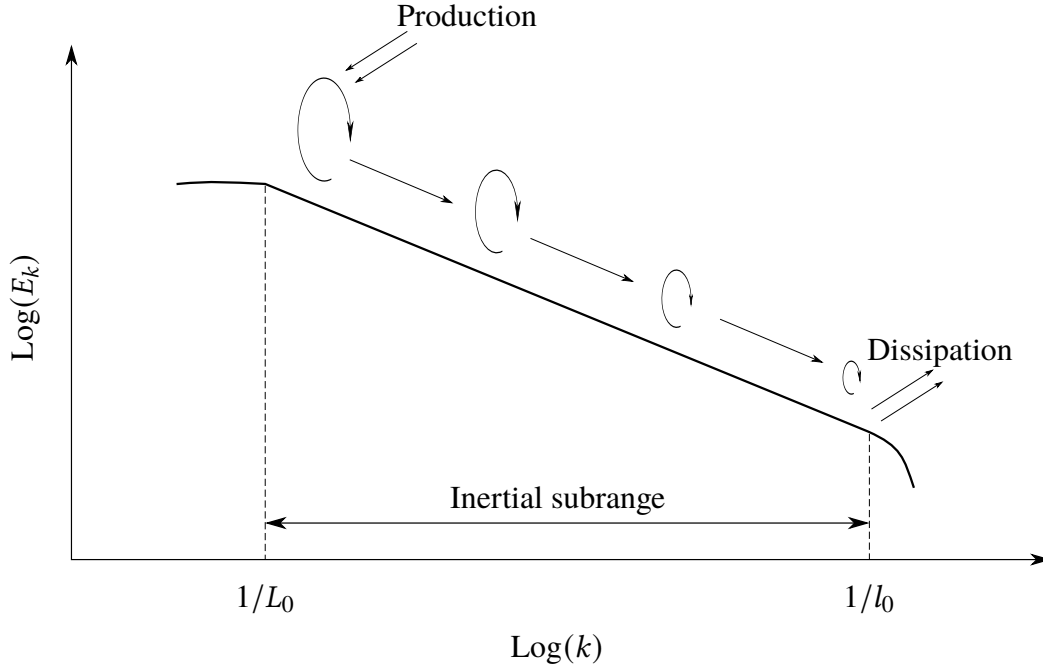 Production
Log(E_k)
Dissipation
Inertial subrange
1/L_0
1/l_0
Log(k)